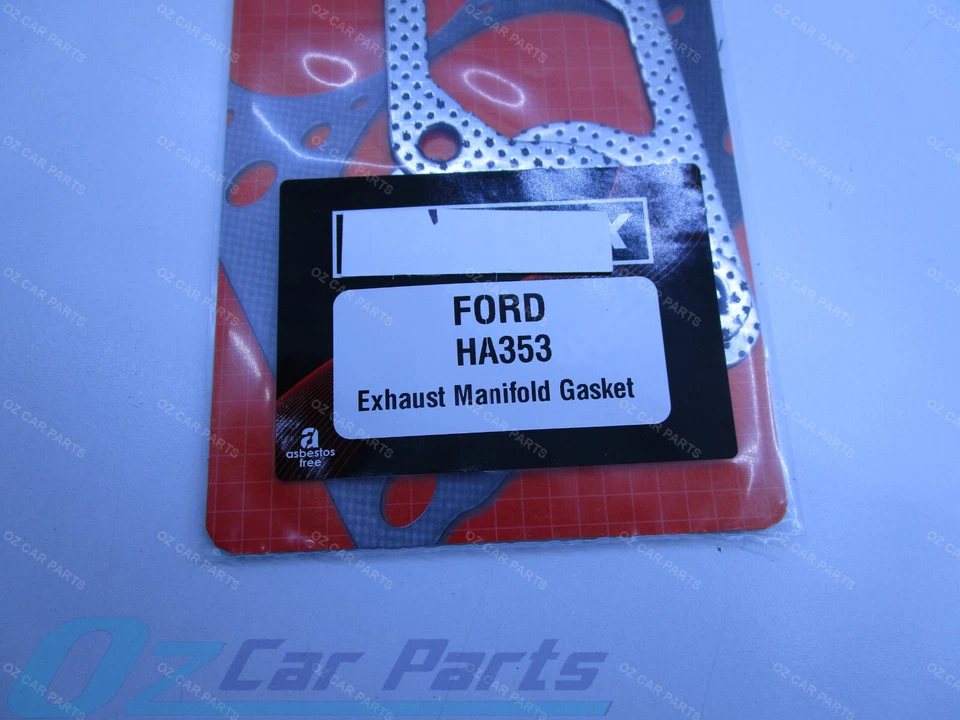 X
FORD
HA353
Exhaust Manifold Gasket
a
asbestos
free
Oz Car Parts
OZ CAR PARTS